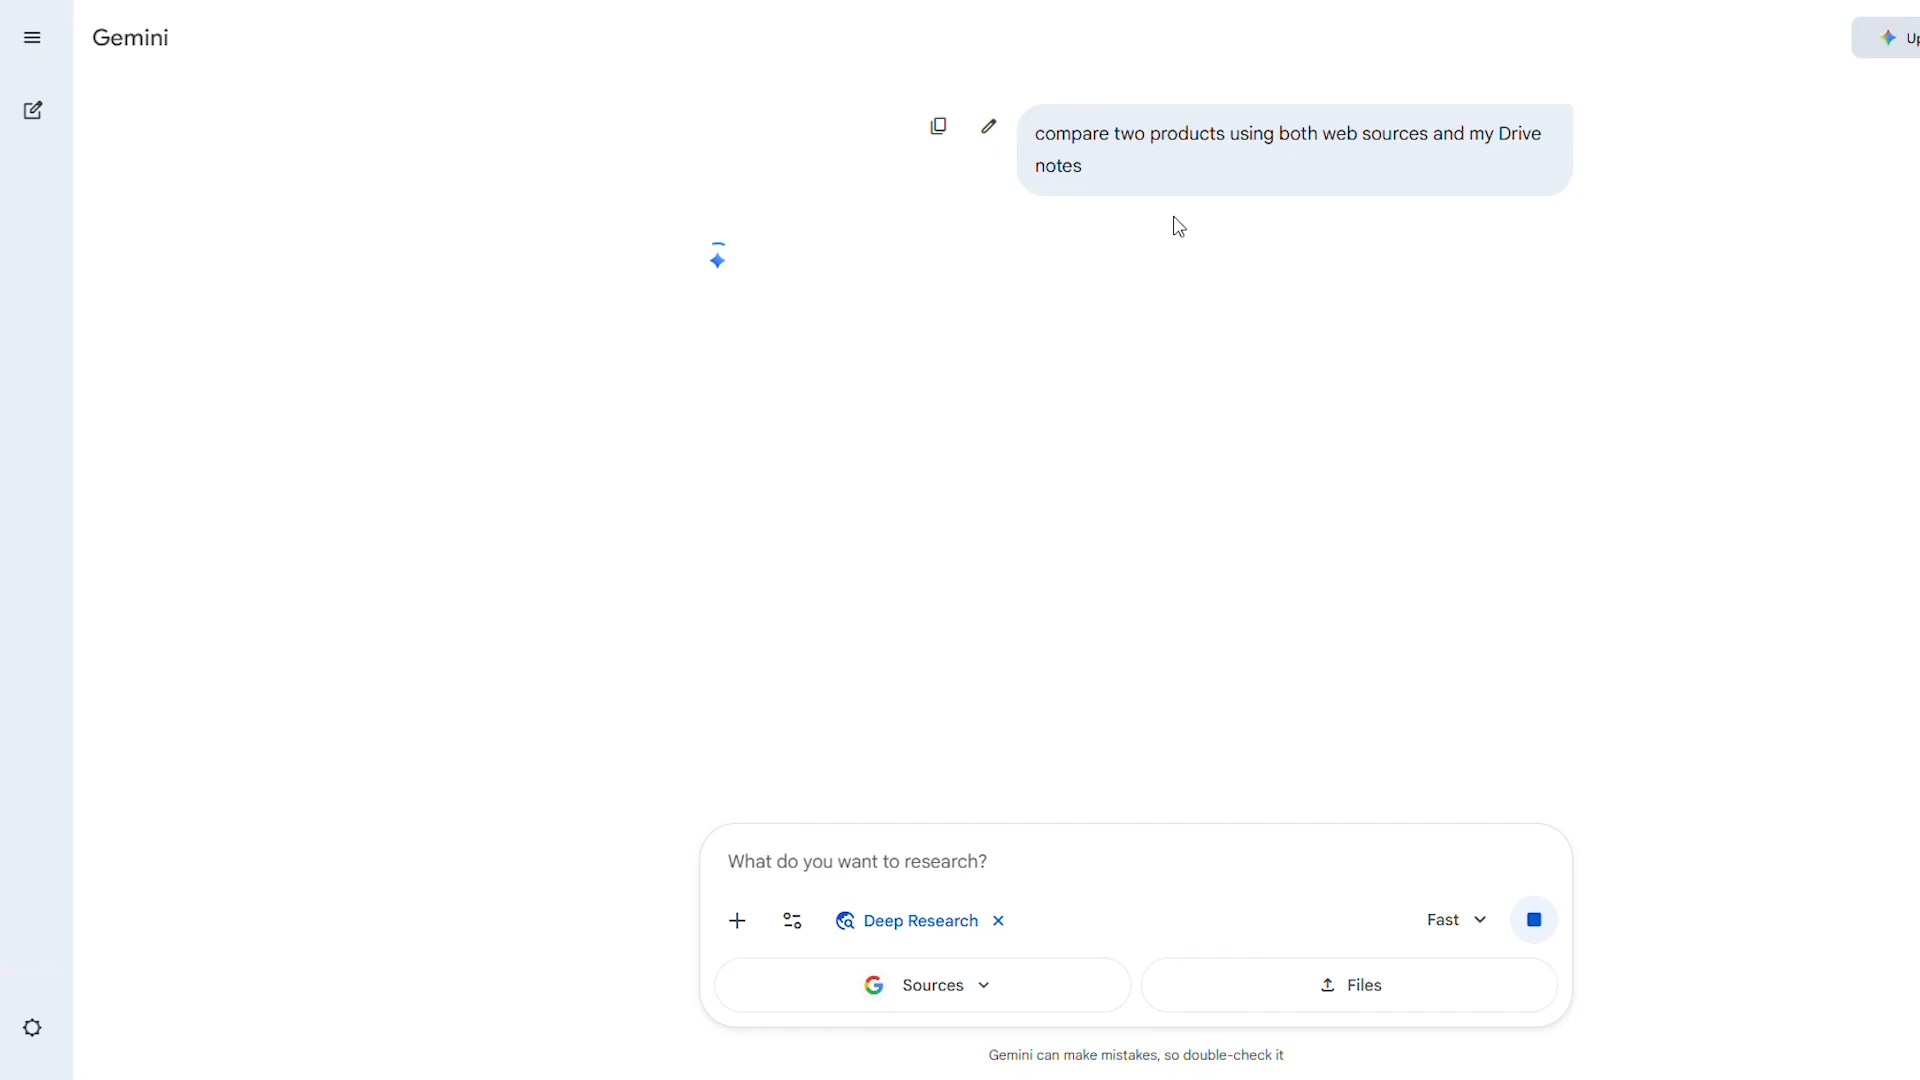 Gemini
Up
compare two products using both web sources and my Drive
notes
What do you want to research?
Deep Research
Fast
Sources
Files
Gemini can make mistakes, so double-check it